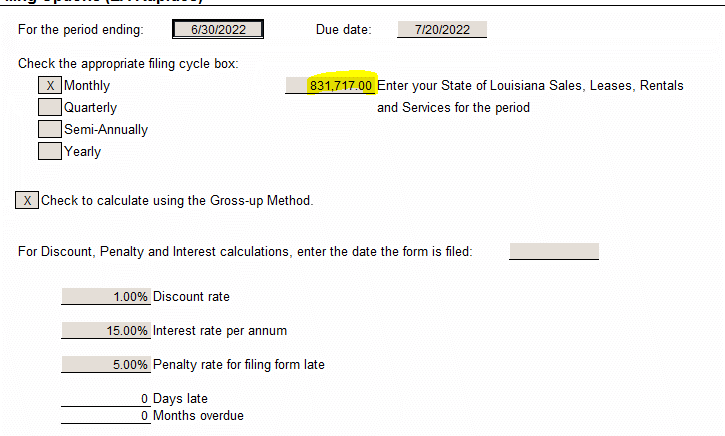 For the period ending: 6/30/2022 Due date: 7/20/2022
Check the appropriate filing cycle box:
X Monthly 831,717.00 Enter your State of Louisiana Sales, Leases, Rentals
Quarterly and Services for the period
Semi-Annually
Yearly
X Check to calculate using the Gross-up Method.
For Discount, Penalty and Interest calculations, enter the date the form is filed:
1.00% Discount rate
15.00% Interest rate per annum
5.00% Penalty rate for filing form late
0 Days late
0 Months overdue